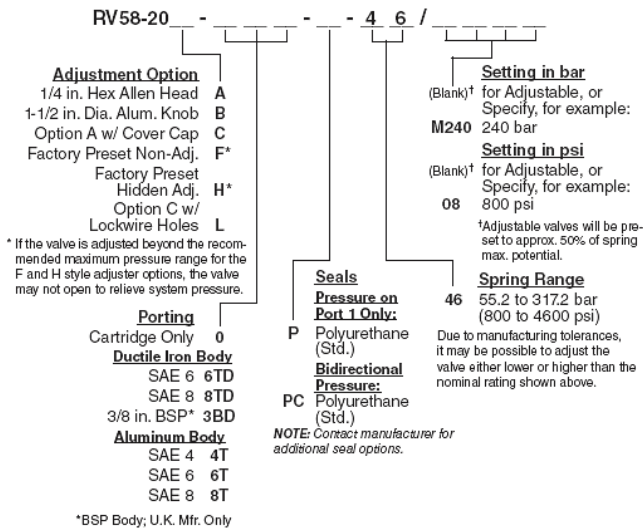 RV58-20__ - ____ - __ - 4 6 / ____
Adjustment Option
1/4 in. Hex Allen Head A
1-1/2 in. Dia. Alum. Knob B
Option A w/ Cover Cap C
Factory Preset Non-Adj. F*
Factory Preset
Hidden Adj. H*
Option C w/
Lockwire Holes L
* If the valve is adjusted beyond the recom-
mended maximum pressure range for the
F and H style adjuster options, the valve
may not open to relieve system pressure.
Porting
Cartridge Only 0
Ductile Iron Body
SAE 6 6TD
SAE 8 8TD
3/8 in. BSP* 3BD
Aluminum Body
SAE 4 4T
SAE 6 6T
SAE 8 8T
*BSP Body; U.K. Mfr. Only
Seals
Pressure on
Port 1 Only:
P Polyurethane
(Std.)
Bidirectional
Pressure:
PC Polyurethane
(Std.)
NOTE: Contact manufacturer for
additional seal options.
Setting in bar
(Blank)† for Adjustable, or
Specify, for example:
M240 240 bar
Setting in psi
(Blank)† for Adjustable, or
Specify, for example:
08 800 psi
†Adjustable valves will be pre-
set to approx. 50% of spring
max. potential.
Spring Range
46 55.2 to 317.2 bar
(800 to 4600 psi)
Due to manufacturing tolerances,
it may be possible to adjust the
valve either lower or higher than the
nominal rating shown above.